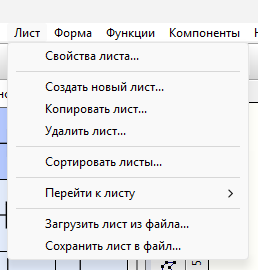 Лист Форма Функции Компоненты
Свойства листа...
Создать новый лист...
Копировать лист...
Удалить лист...
Сортировать листы...
Перейти к листу
Загрузить лист из файла...
Сохранить лист в файл...
5